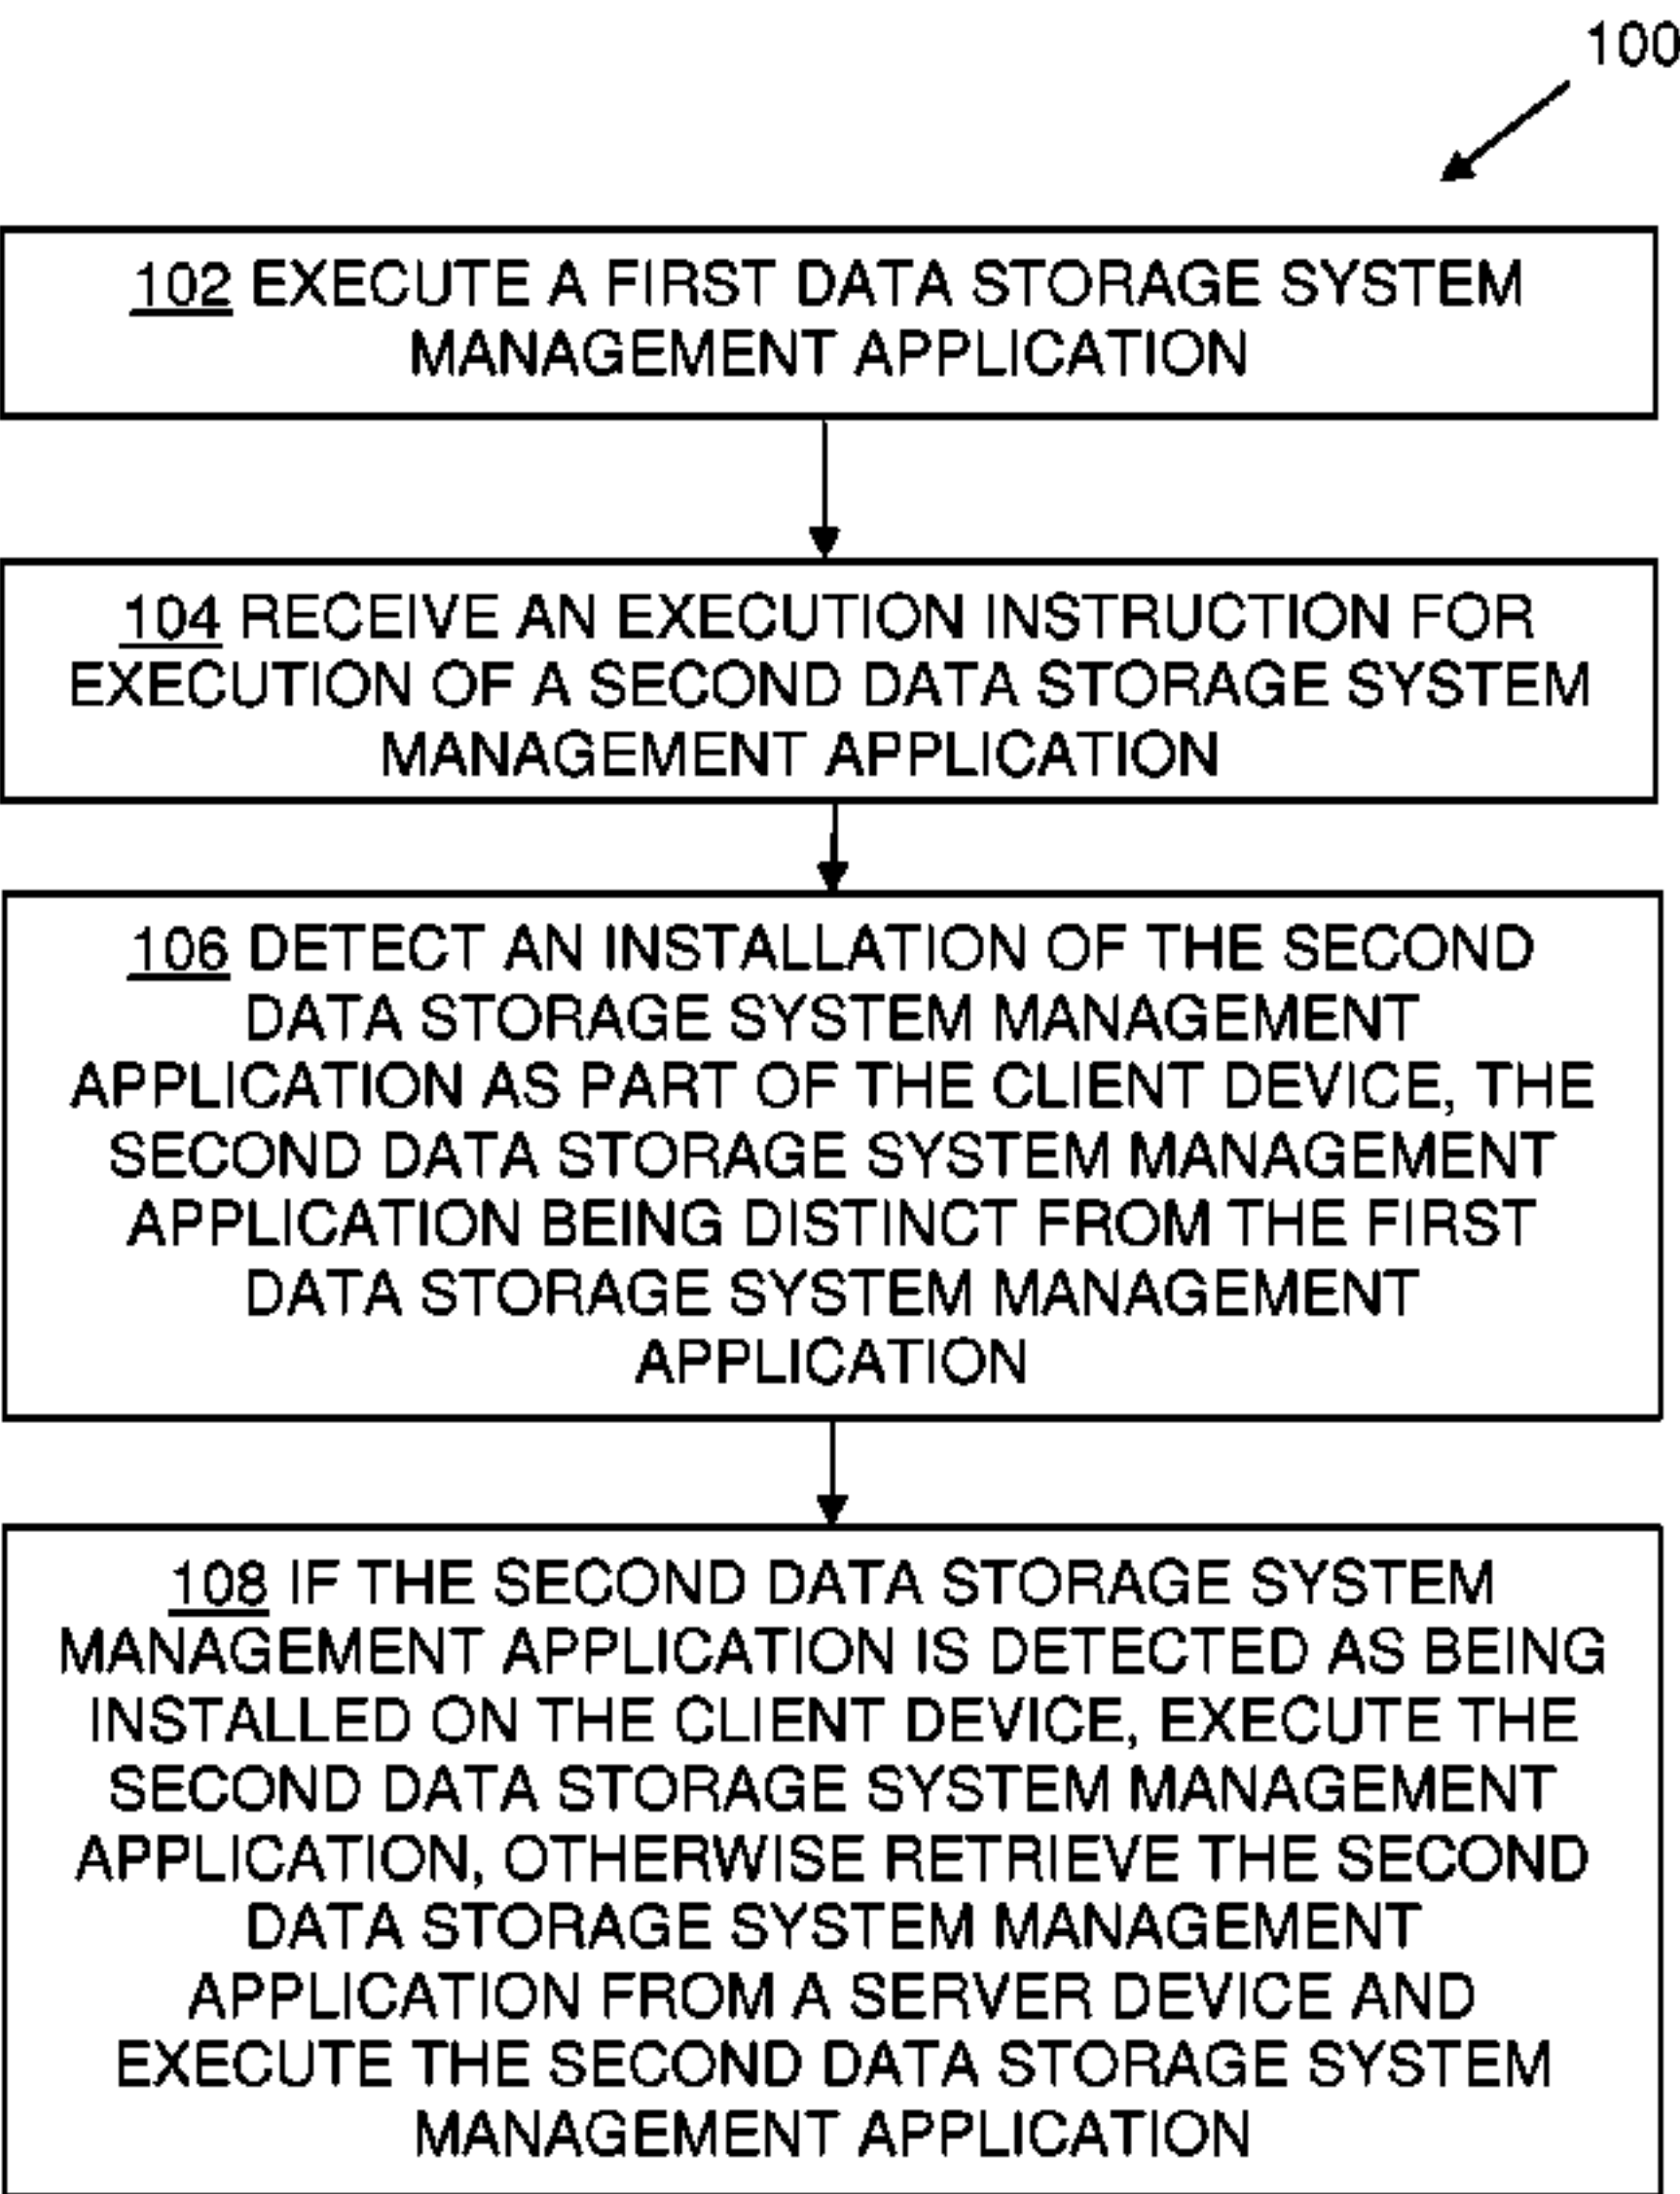 100
102 EXECUTE A FIRST DATA STORAGE SYSTEM
MANAGEMENT APPLICATION
104 RECEIVE AN EXECUTION INSTRUCTION FOR
EXECUTION OF A SECOND DATA STORAGE SYSTEM
MANAGEMENT APPLICATION
106 DETECT AN INSTALLATION OF THE SECOND
DATA STORAGE SYSTEM MANAGEMENT
APPLICATION AS PART OF THE CLIENT DEVICE, THE
SECOND DATA STORAGE SYSTEM MANAGEMENT
APPLICATION BEING DISTINCT FROM THE FIRST
DATA STORAGE SYSTEM MANAGEMENT
APPLICATION
108 IF THE SECOND DATA STORAGE SYSTEM
MANAGEMENT APPLICATION IS DETECTED AS BEING
INSTALLED ON THE CLIENT DEVICE, EXECUTE THE
SECOND DATA STORAGE SYSTEM MANAGEMENT
APPLICATION, OTHERWISE RETRIEVE THE SECOND
DATA STORAGE SYSTEM MANAGEMENT
APPLICATION FROM A SERVER DEVICE AND
EXECUTE THE SECOND DATA STORAGE SYSTEM
MANAGEMENT APPLICATION